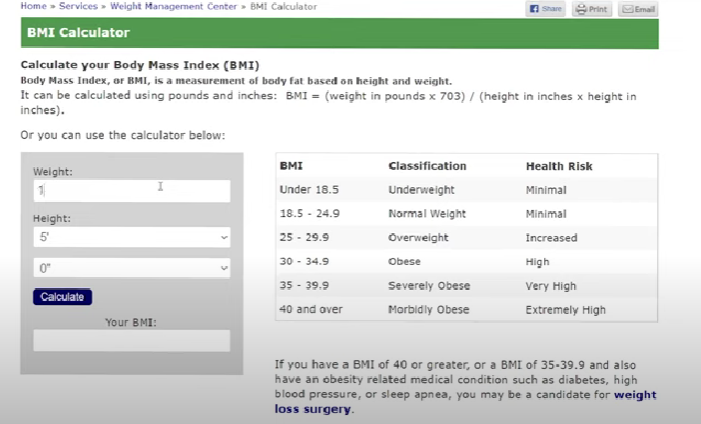 Home » Services » Weight Management Center » BMI Calculator
Share
Print
Email
BMI Calculator
Calculate your Body Mass Index (BMI)
Body Mass Index, or BMI, is a measurement of body fat based on height and weight.
It can be calculated using pounds and inches: BMI = (weight in pounds x 703) / (height in inches x height in
inches).
Or you can use the calculator below:
Weight:
1
Height:
5'
0"
Calculate
Your BMI:
BMI Classification Health Risk
Under 18.5 Underweight Minimal
18.5 - 24.9 Normal Weight Minimal
25 - 29.9 Overweight Increased
30 - 34.9 Obese High
35 - 39.9 Severely Obese Very High
40 and over Morbidly Obese Extremely High
If you have a BMI of 40 or greater, or a BMI of 35-39.9 and also
have an obesity related medical condition such as diabetes, high
blood pressure, or sleep apnea, you may be a candidate for weight
loss surgery.